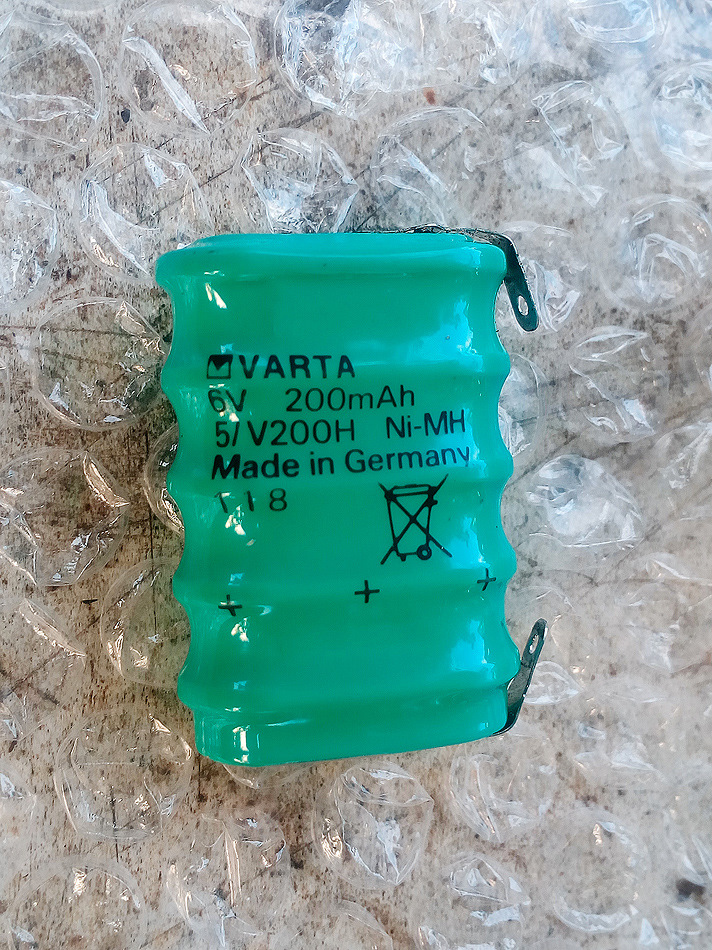 VARTA
6V 200mAh
5/V200H Ni-MH
Made in Germany
118
+ + +